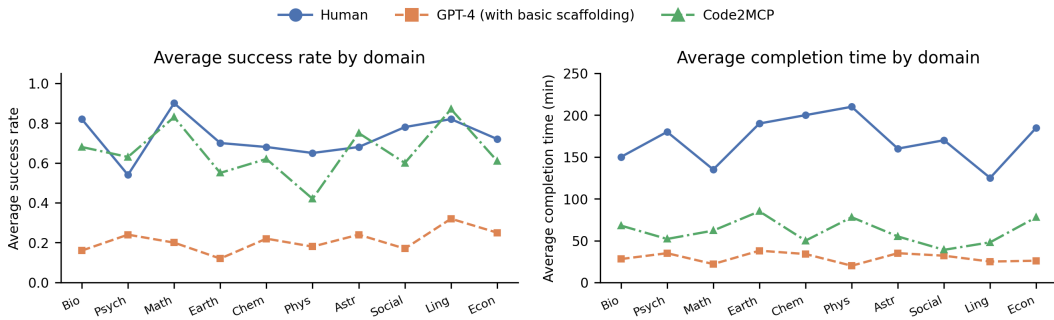 Human GPT-4 (with basic scaffolding) Code2MCP
Average success rate by domain
Average success rate
1.0
0.8
0.6
0.4
0.2
0.0
Bio Psych Math Earth Chem Phys Astr Social Ling Econ
Average completion time by domain
Average completion time (min)
250
200
150
100
50
0
Bio Psych Math Earth Chem Phys Astr Social Ling Econ